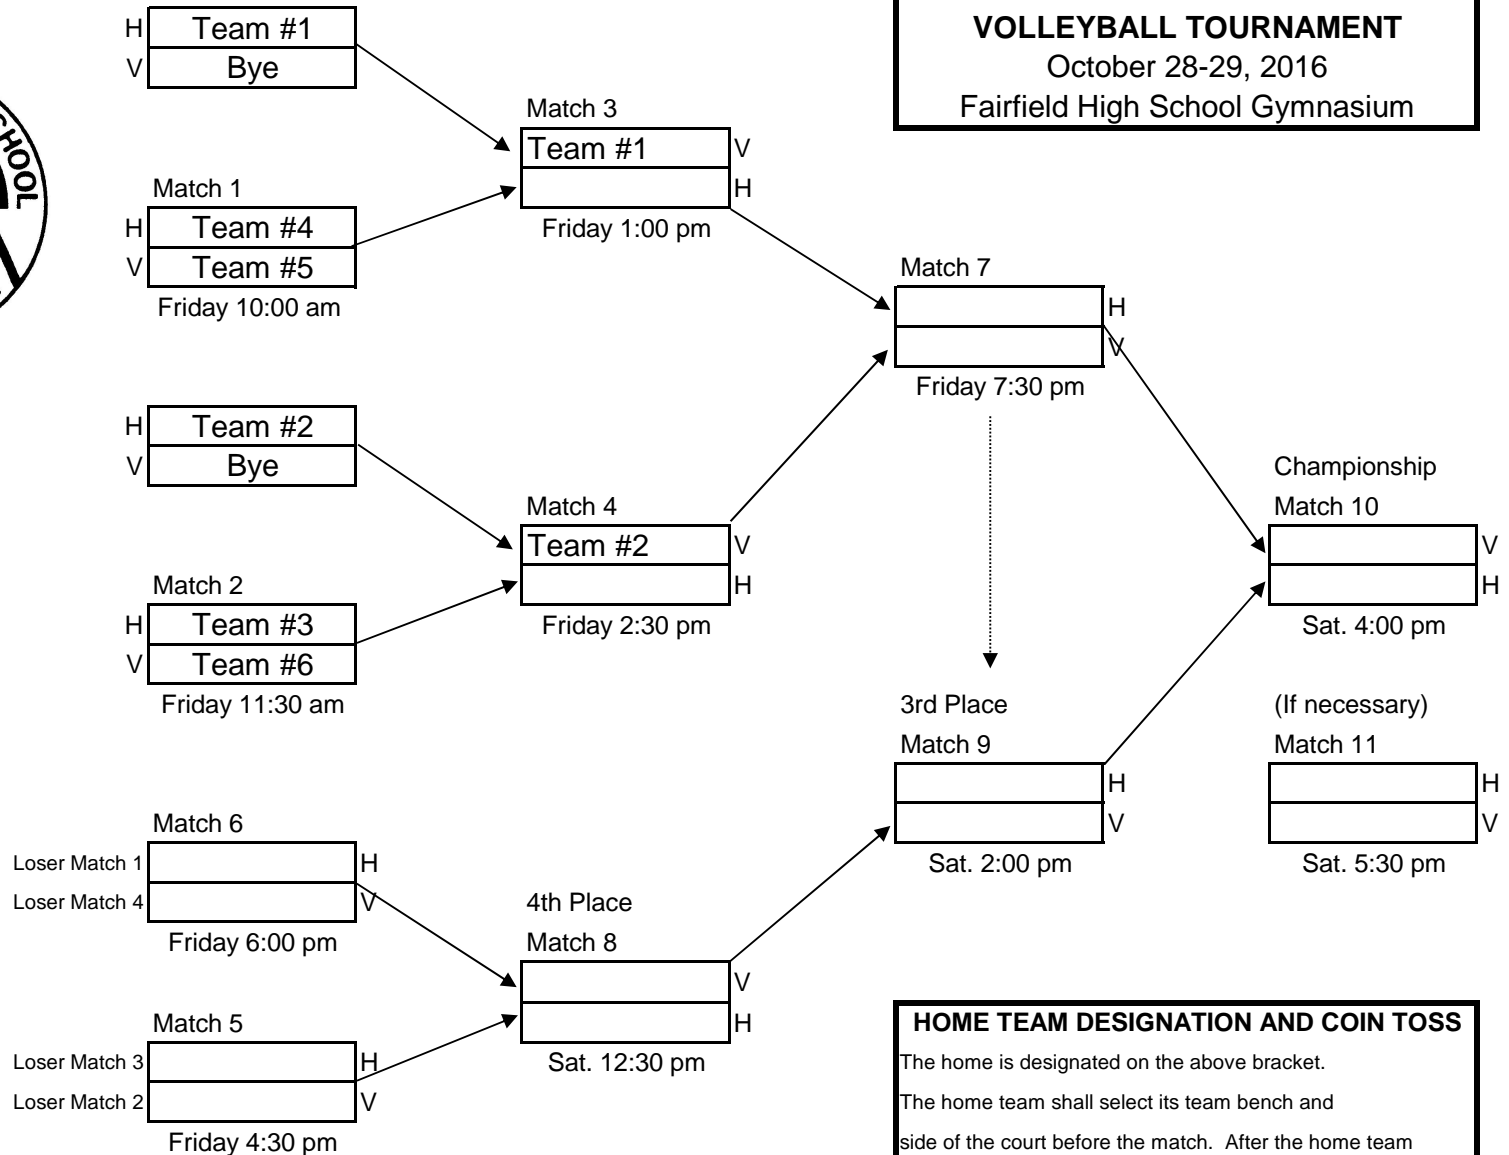 VOLLEYBALL TOURNAMENT
October 28-29, 2016
Fairfield High School Gymnasium
CHOOL
H Team #1
V Bye
Match 1
H Team #4
V Team #5
Friday 10:00 am
H Team #2
V Bye
Match 2
H Team #3
V Team #6
Friday 11:30 am
Match 6
Loser Match 1 H
Loser Match 4 V
Friday 6:00 pm
Match 5
Loser Match 3 H
Loser Match 2 V
Friday 4:30 pm
Match 3
Team #1 V
H
Friday 1:00 pm
Match 4
Team #2 V
H
Friday 2:30 pm
4th Place
Match 8
V
H
Sat. 12:30 pm
Match 7
H
V
Friday 7:30 pm
3rd Place
Match 9
H
V
Sat. 2:00 pm
Championship
Match 10
V
H
Sat. 4:00 pm
(If necessary)
Match 11
H
V
Sat. 5:30 pm
HOME TEAM DESIGNATION AND COIN TOSS
The home is designated on the above bracket.
The home team shall select its team bench and
side of the court before the match. After the home team